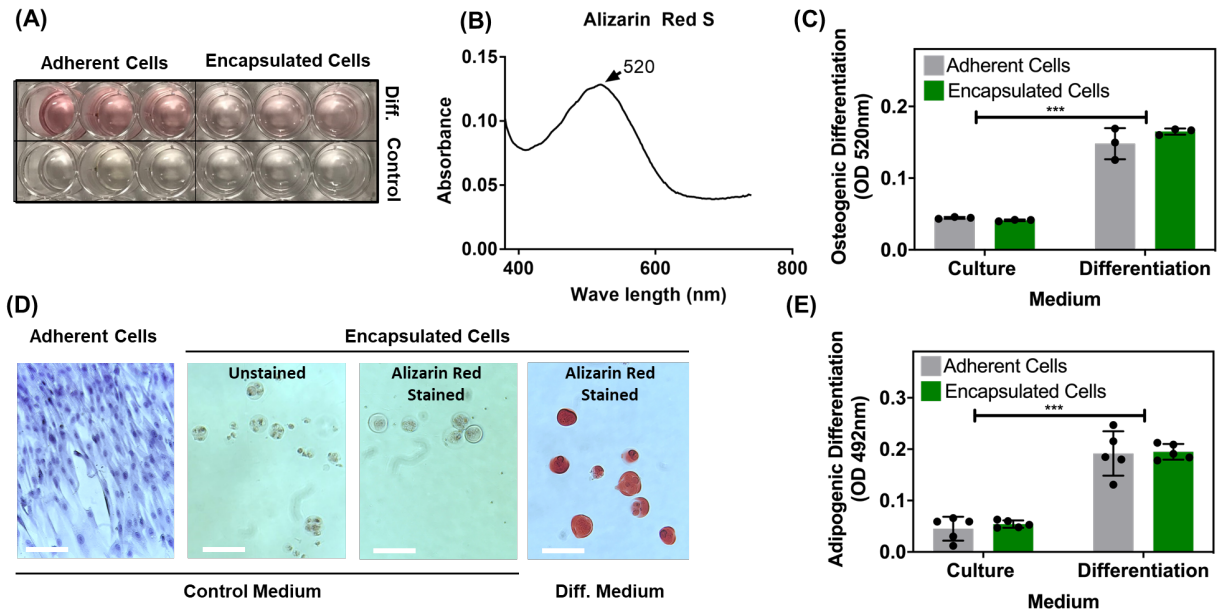 (A)
Adherent Cells
Encapsulated Cells
Diff.
Control
(B)
Alizarin Red S
520
Absorbance
0.15
0.10
0.05
0.00
400
600
800
Wave length (nm)
(C)
Osteogenic Differentiation
(OD 520nm)
Adherent Cells
Encapsulated Cells
***
0.2
0.1
0.0
Culture
Differentiation
Medium
(D)
Adherent Cells
Encapsulated Cells
Unstained
Alizarin Red
Stained
Alizarin Red
Stained
Control Medium
Diff. Medium
(E)
Adipogenic Differentiation
(OD 492nm)
Adherent Cells
Encapsulated Cells
***
0.3
0.2
0.1
0.0
Culture
Differentiation
Medium